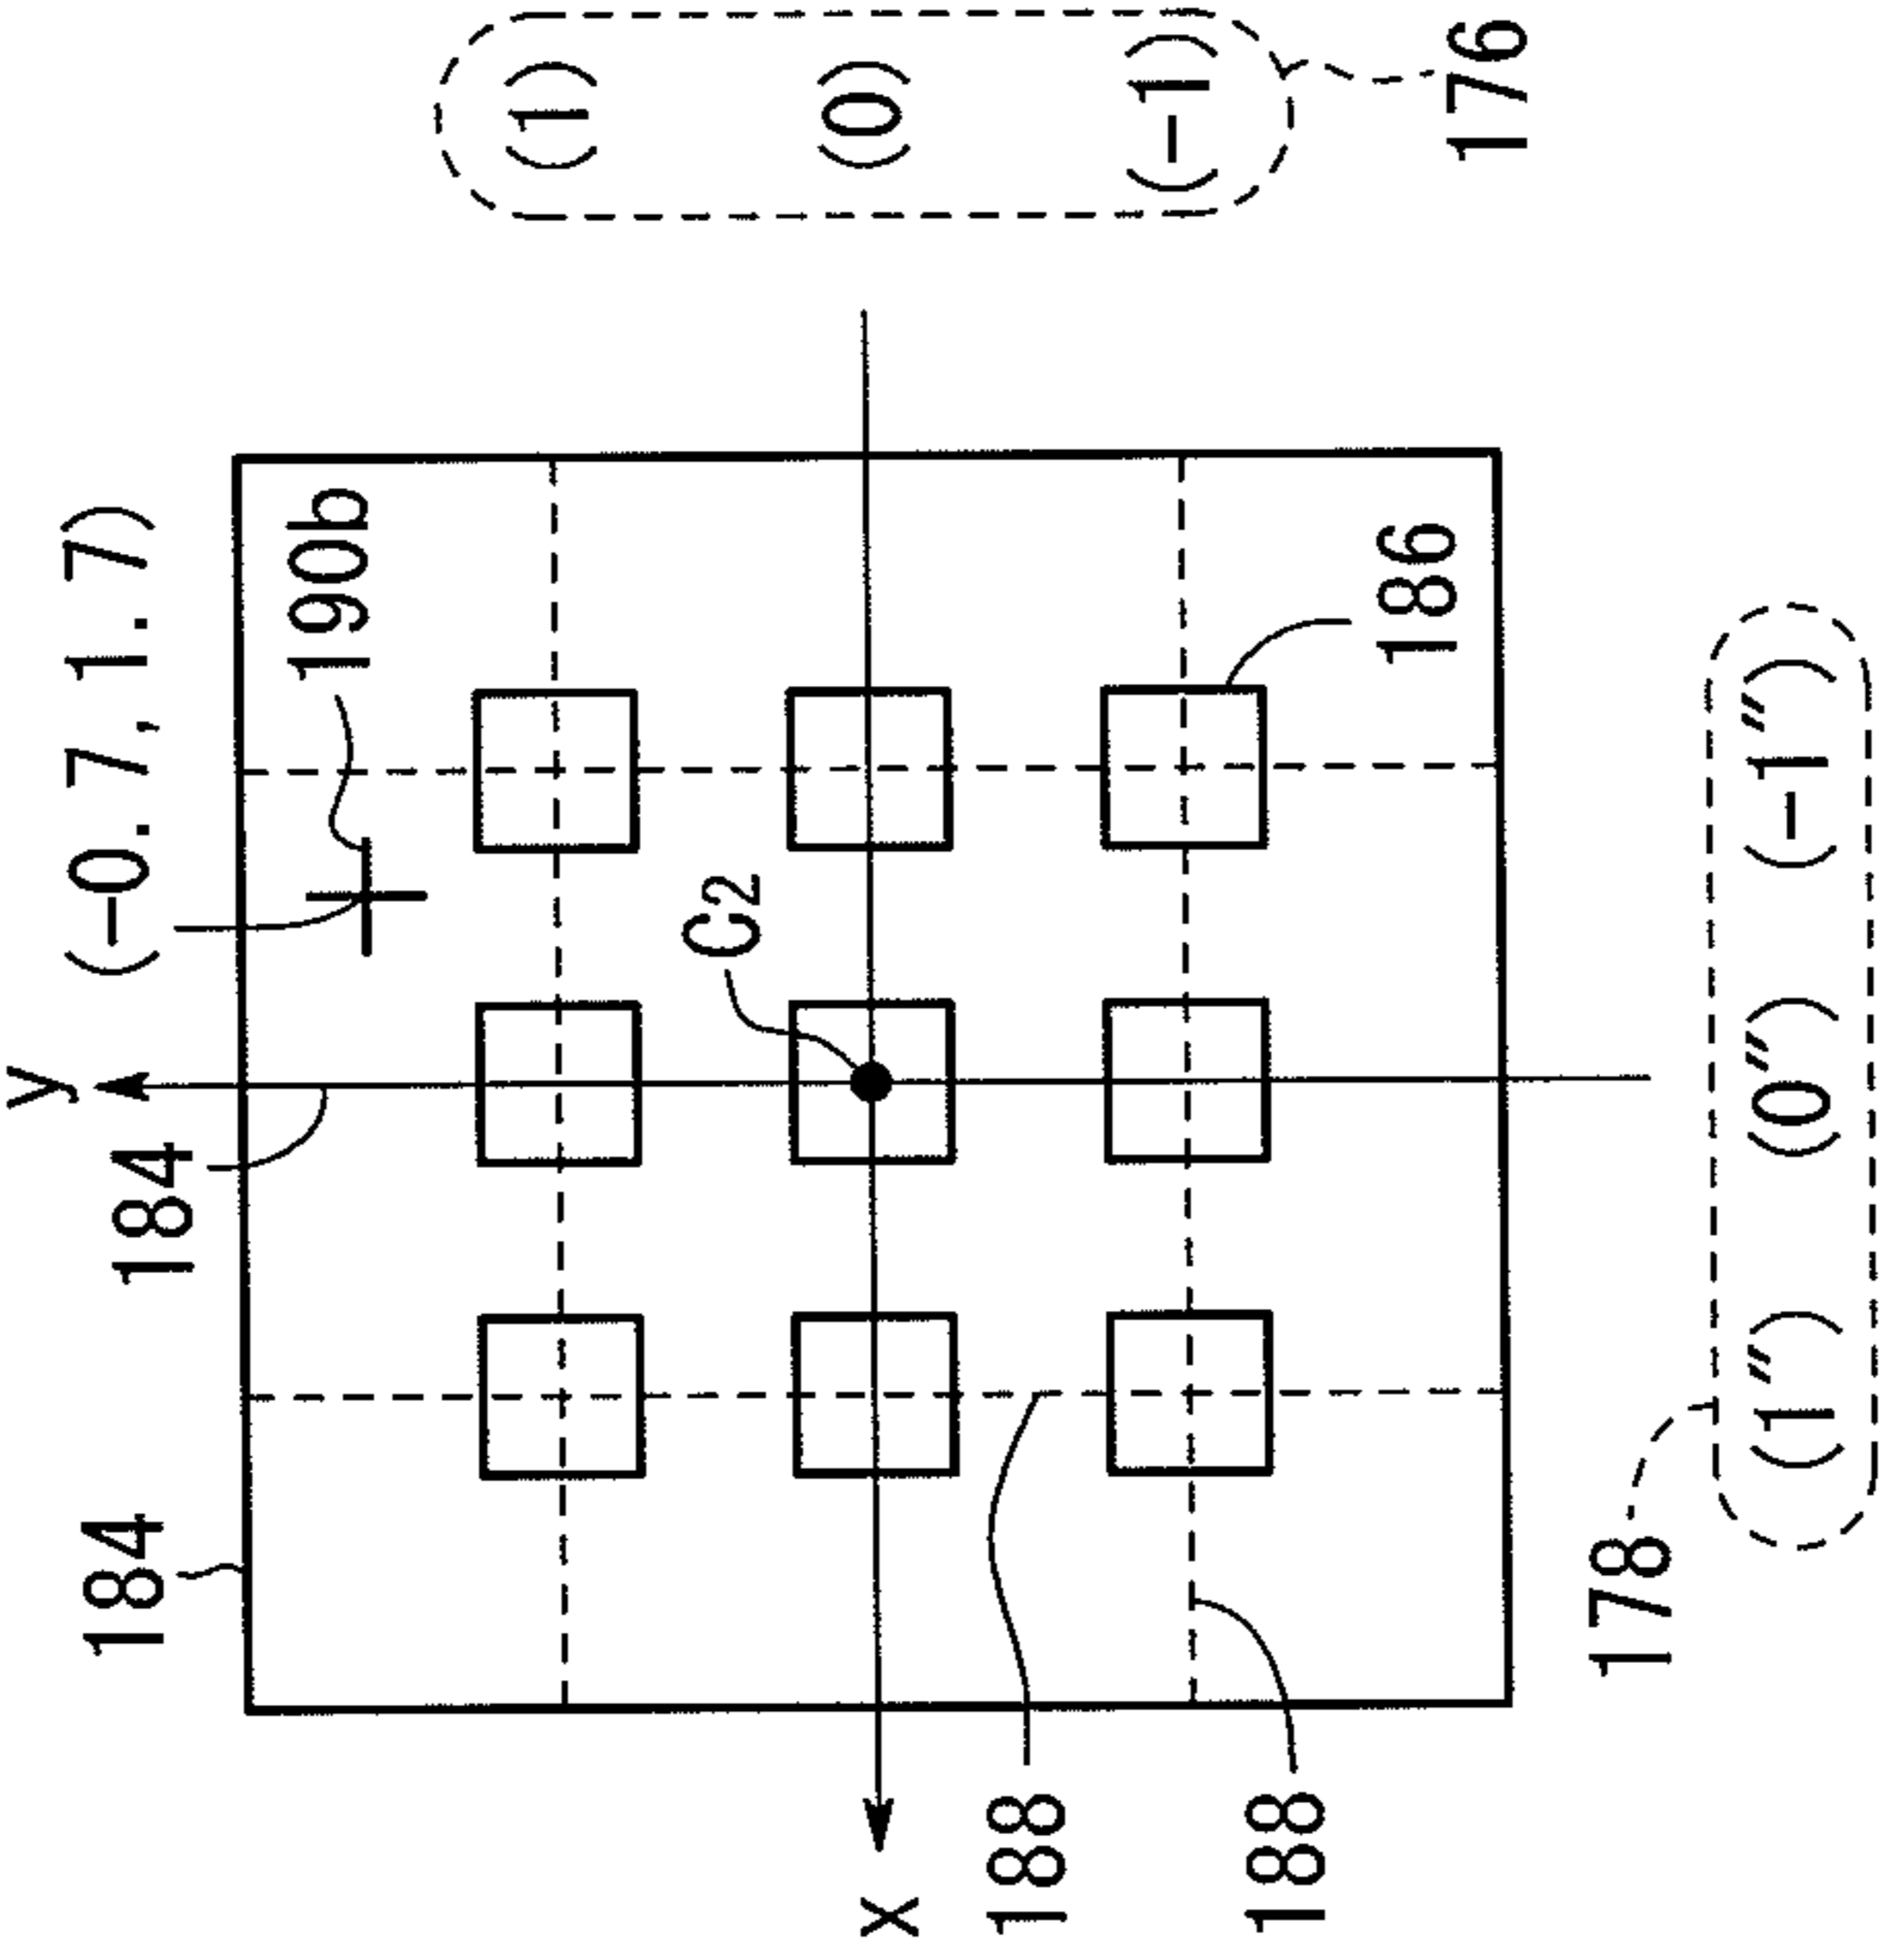 y
(-0. 7, 1. 7)
184
184
190b
(1)
C2
x
(0)
188
(-1)
188
186
176
178
(1″) (0″) (-1″)